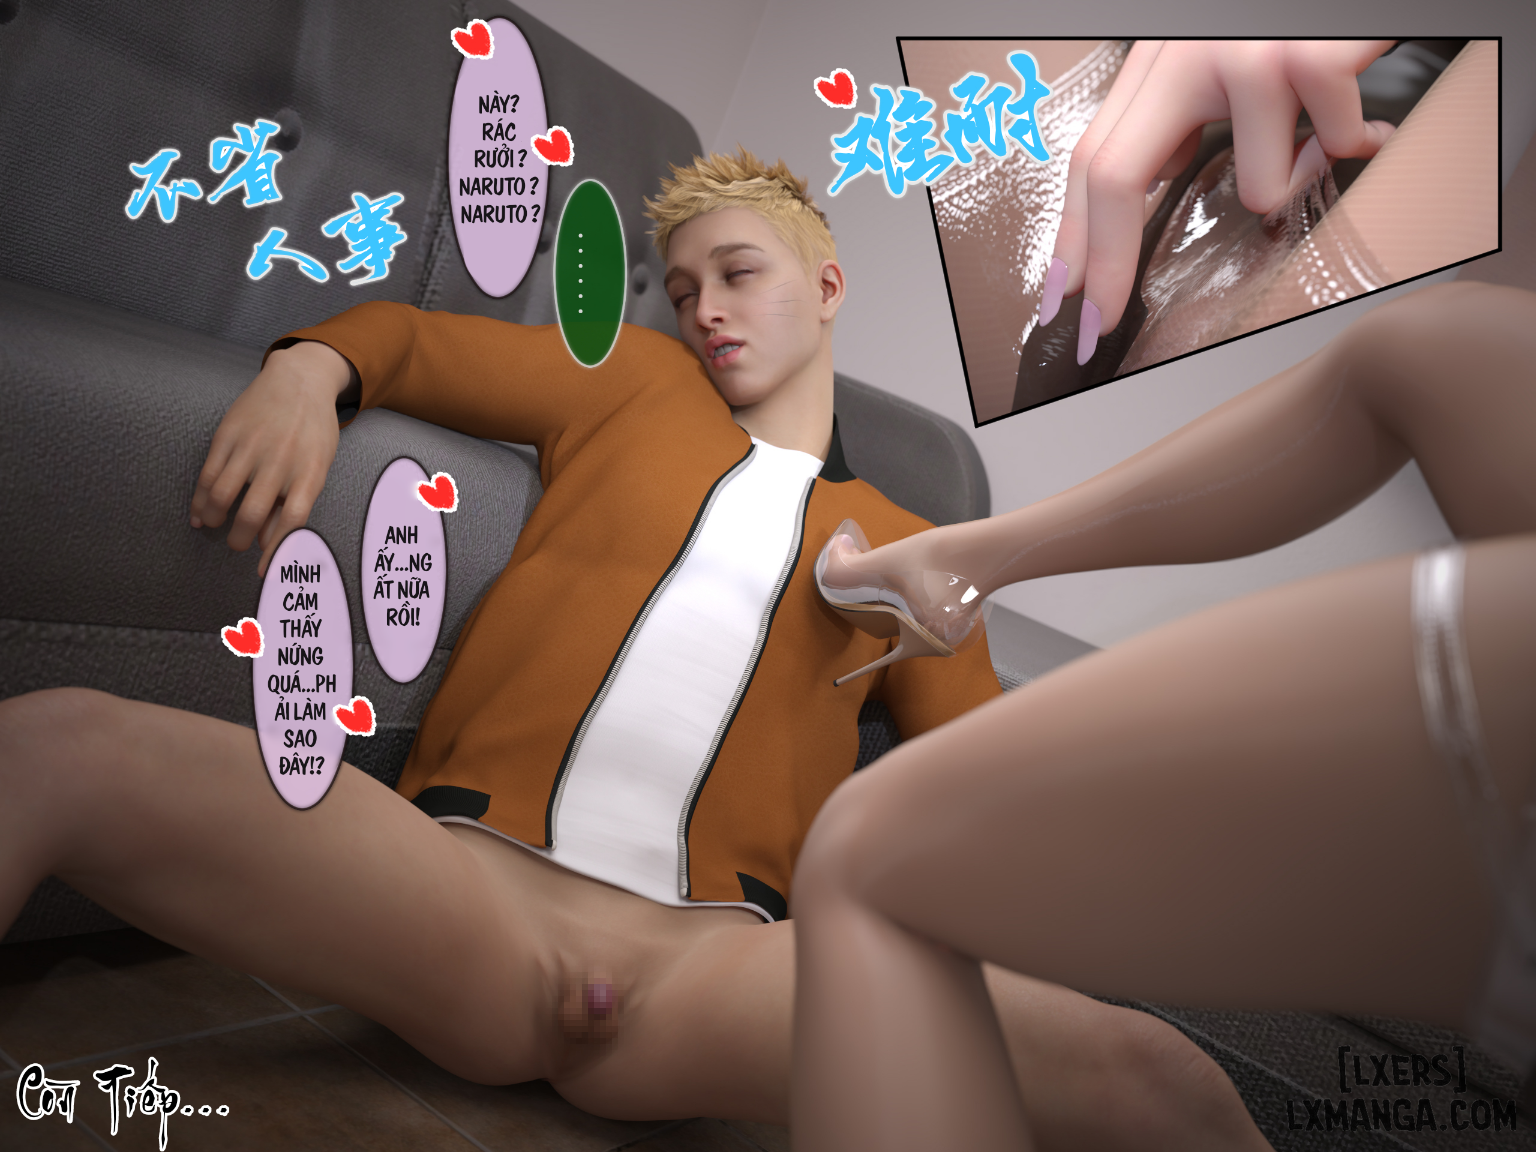 NÀY?
RÁC
RƯỞI?
NARUTO?
NARUTO?
......
难耐
不省
人事
ANH
ẤY...NG
ẤT NỮA
RỒI!
MÌNH
CẢM
THẤY
NỨNG
QUÁ...PH
ẢI LÀM
SAO
ĐÂY!?
Còn Tiếp...
[LXERS]
LXMANGA.COM